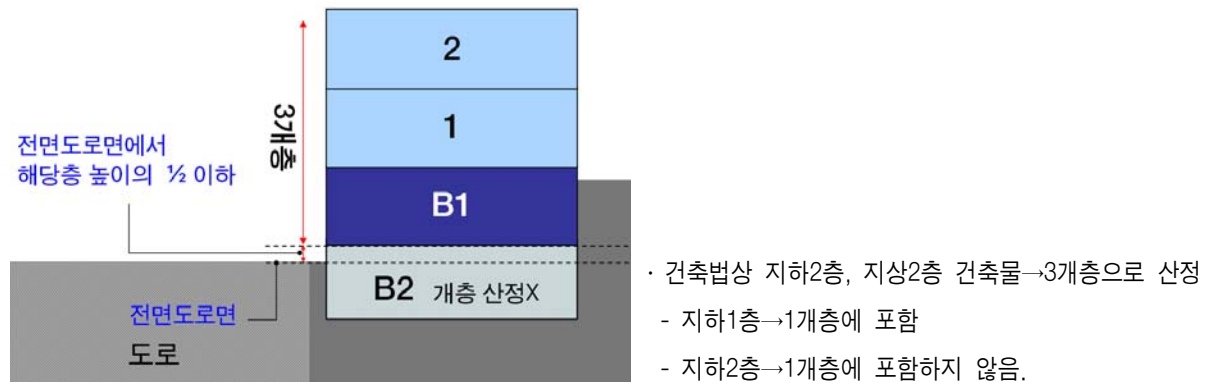 2
1
B1
B2 개층 산정X
3개층
전면도로면에서
해당층 높이의 ½ 이하
전면도로면
도로
· 건축법상 지하2층, 지상2층 건축물→3개층으로 산정
- 지하1층→1개층에 포함
- 지하2층→1개층에 포함하지 않음.